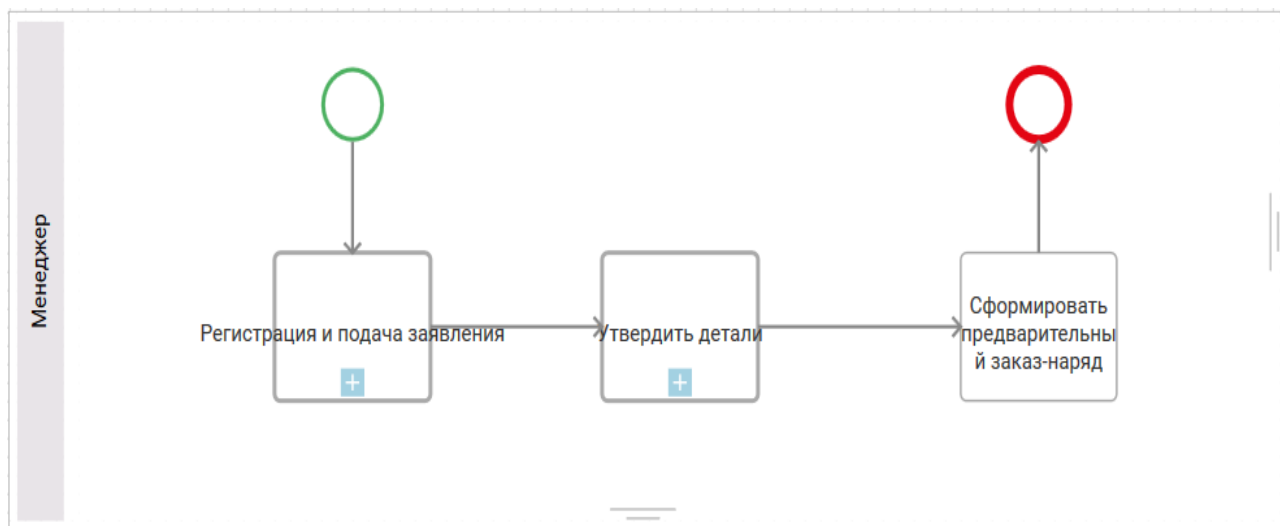 Менеджер
Регистрация и подача заявления
Утвердить детали
Сформировать
предварительны
й заказ-наряд